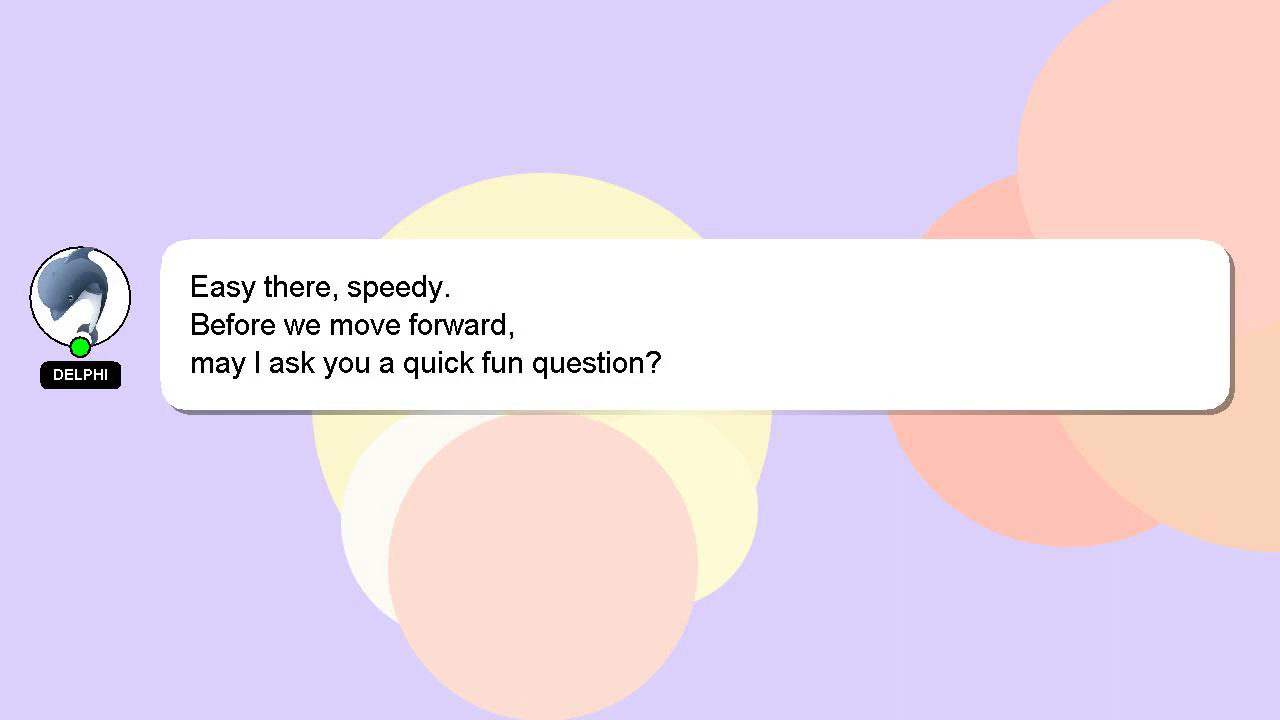 Easy there, speedy.
Before we move forward,
may I ask you a quick fun question?
DELPHI